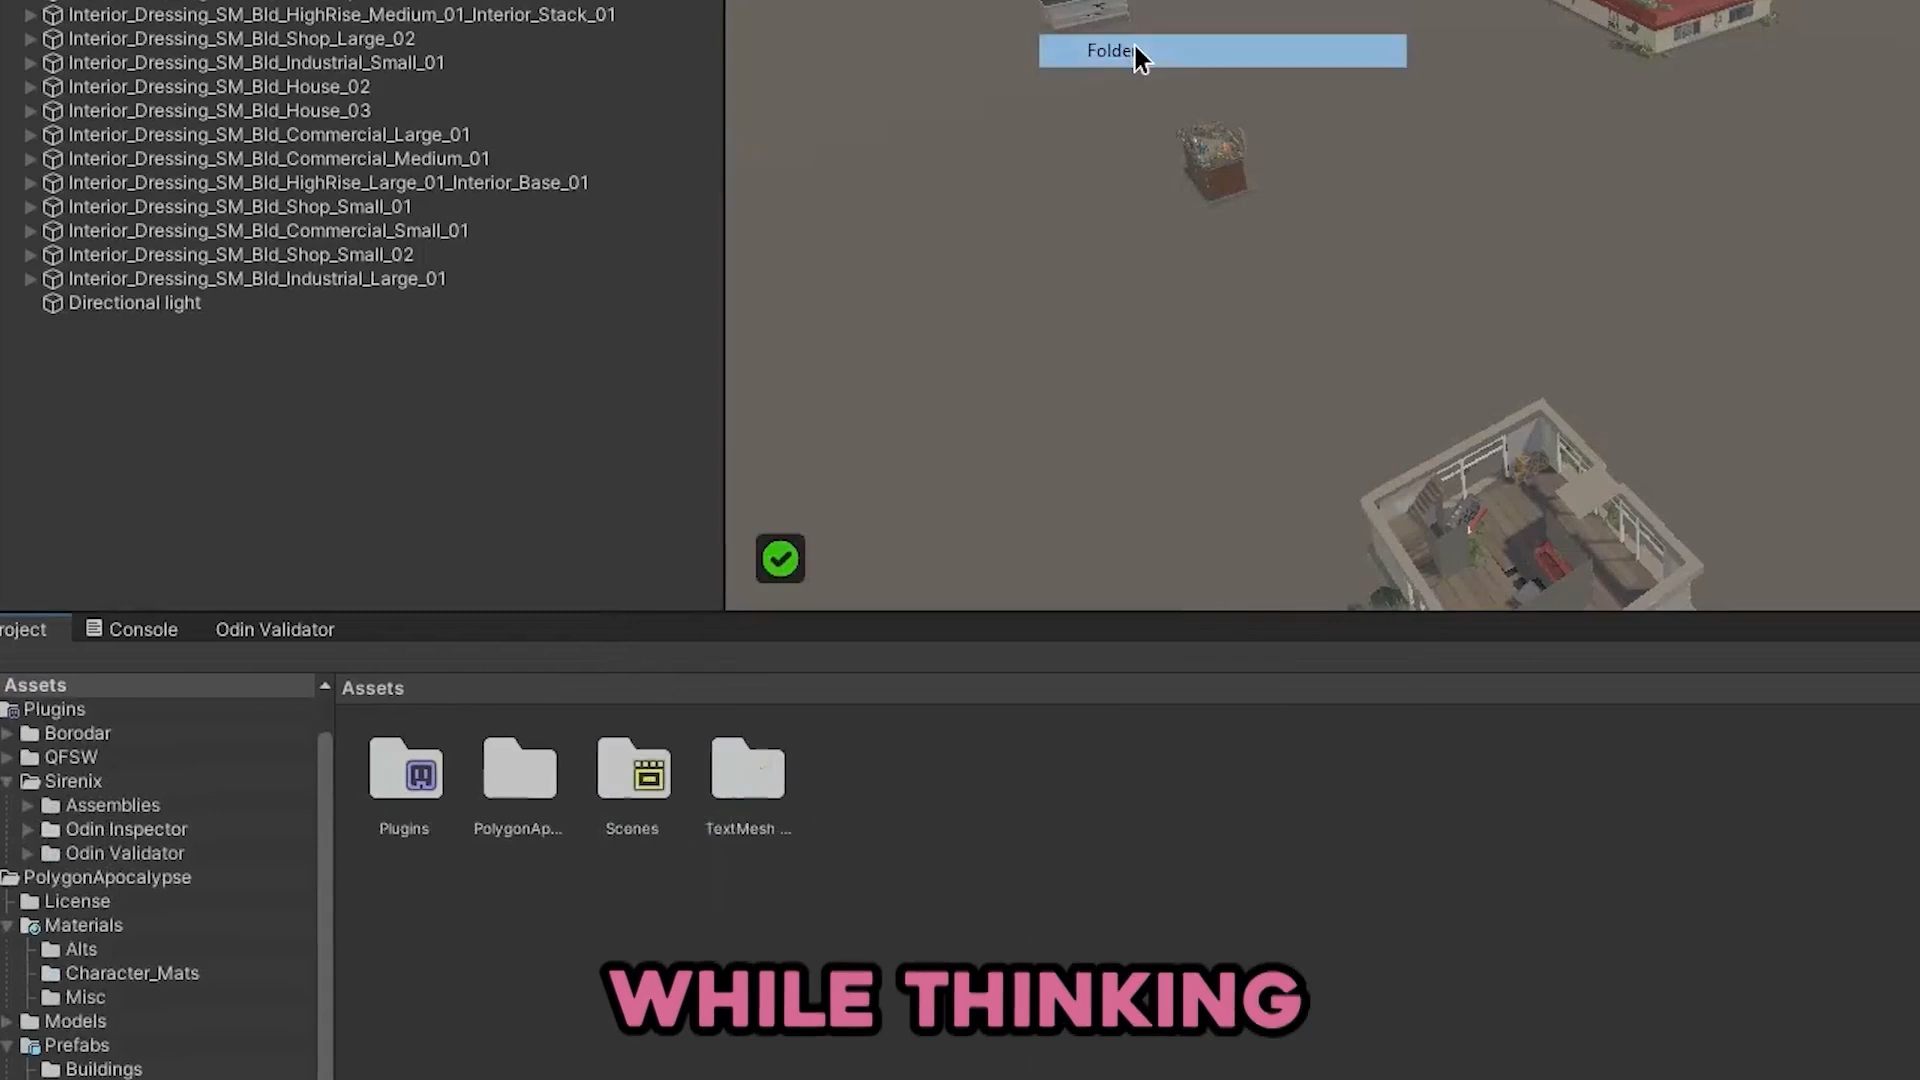 Interior_Dressing_SM_Bld_HighRise_Medium_01_Interior_Stack_01
Interior_Dressing_SM_Bld_Shop_Large_02
Interior_Dressing_SM_Bld_Industrial_Small_01
Interior_Dressing_SM_Bld_House_02
Interior_Dressing_SM_Bld_House_03
Interior_Dressing_SM_Bld_Commercial_Large_01
Interior_Dressing_SM_Bld_Commercial_Medium_01
Interior_Dressing_SM_Bld_HighRise_Large_01_Interior_Base_01
Interior_Dressing_SM_Bld_Shop_Small_01
Interior_Dressing_SM_Bld_Commercial_Small_01
Interior_Dressing_SM_Bld_Shop_Small_02
Interior_Dressing_SM_Bld_Industrial_Large_01
Directional light
Folder
roject
Console
Odin Validator
Assets
Plugins
Borodar
QFSW
Sirenix
Assemblies
Odin Inspector
Odin Validator
PolygonApocalypse
License
Materials
Alts
Character_Mats
Misc
Models
Prefabs
Buildings
Assets
Plugins
PolygonAp...
Scenes
TextMesh ...
WHILE THINKING